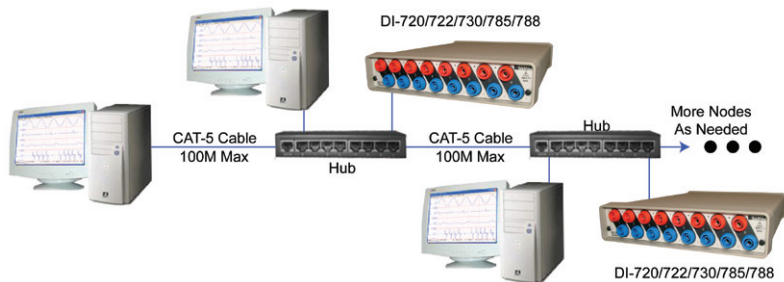 DI-720/722/730/785/788
CAT-5 Cable
100M Max
Hub
CAT-5 Cable
100M Max
Hub
More Nodes
As Needed
DI-720/722/730/785/788